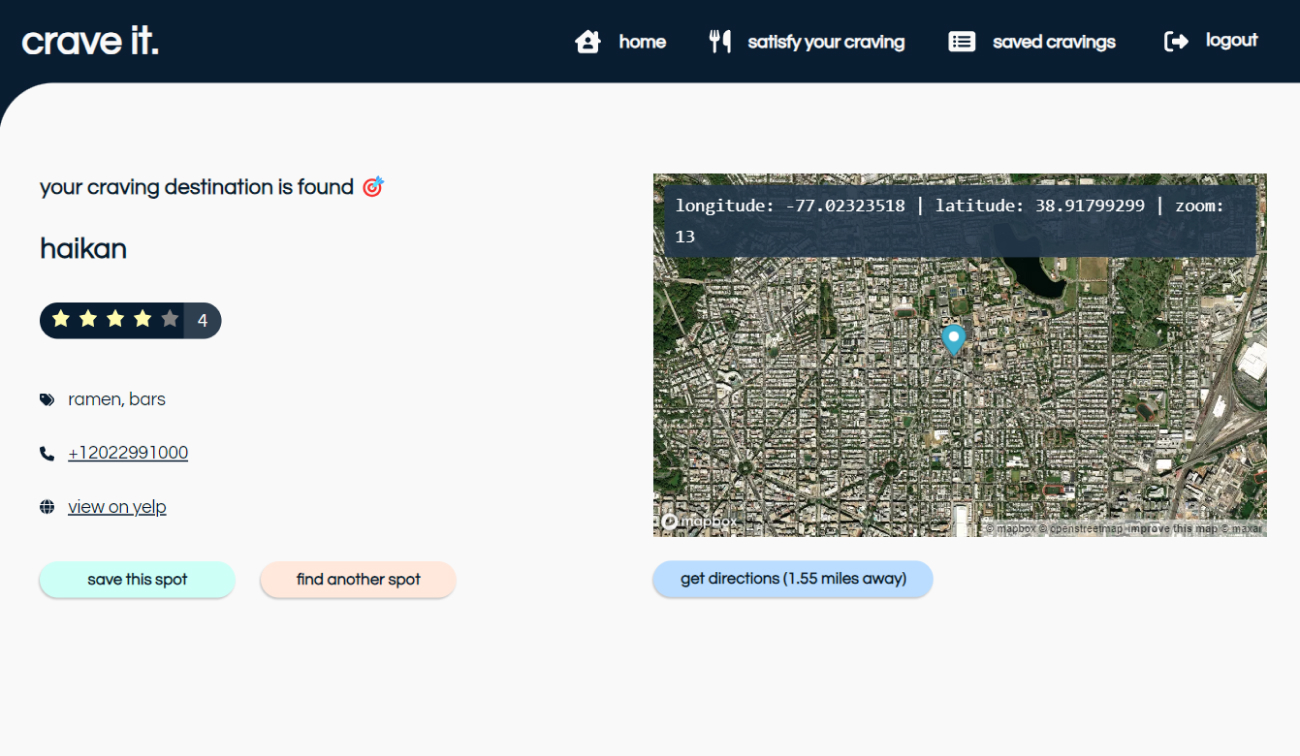 crave it.
home
satisfy your craving
saved cravings
logout
your craving destination is found
haikan
4
ramen, bars
+12022991000
view on yelp
save this spot
find another spot
longitude: -77.02323518 | latitude: 38.91799299 | zoom:
13
mapbox
© mapbox © openstreetmap improve this map © maxar
get directions (1.55 miles away)